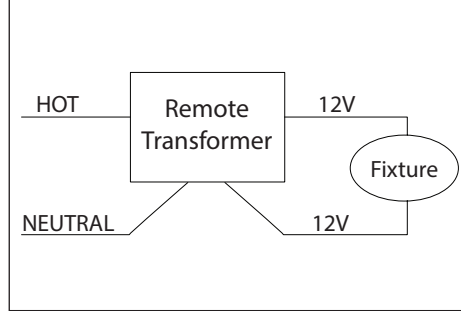 HOT
Remote
Transformer
12V
Fixture
NEUTRAL
12V